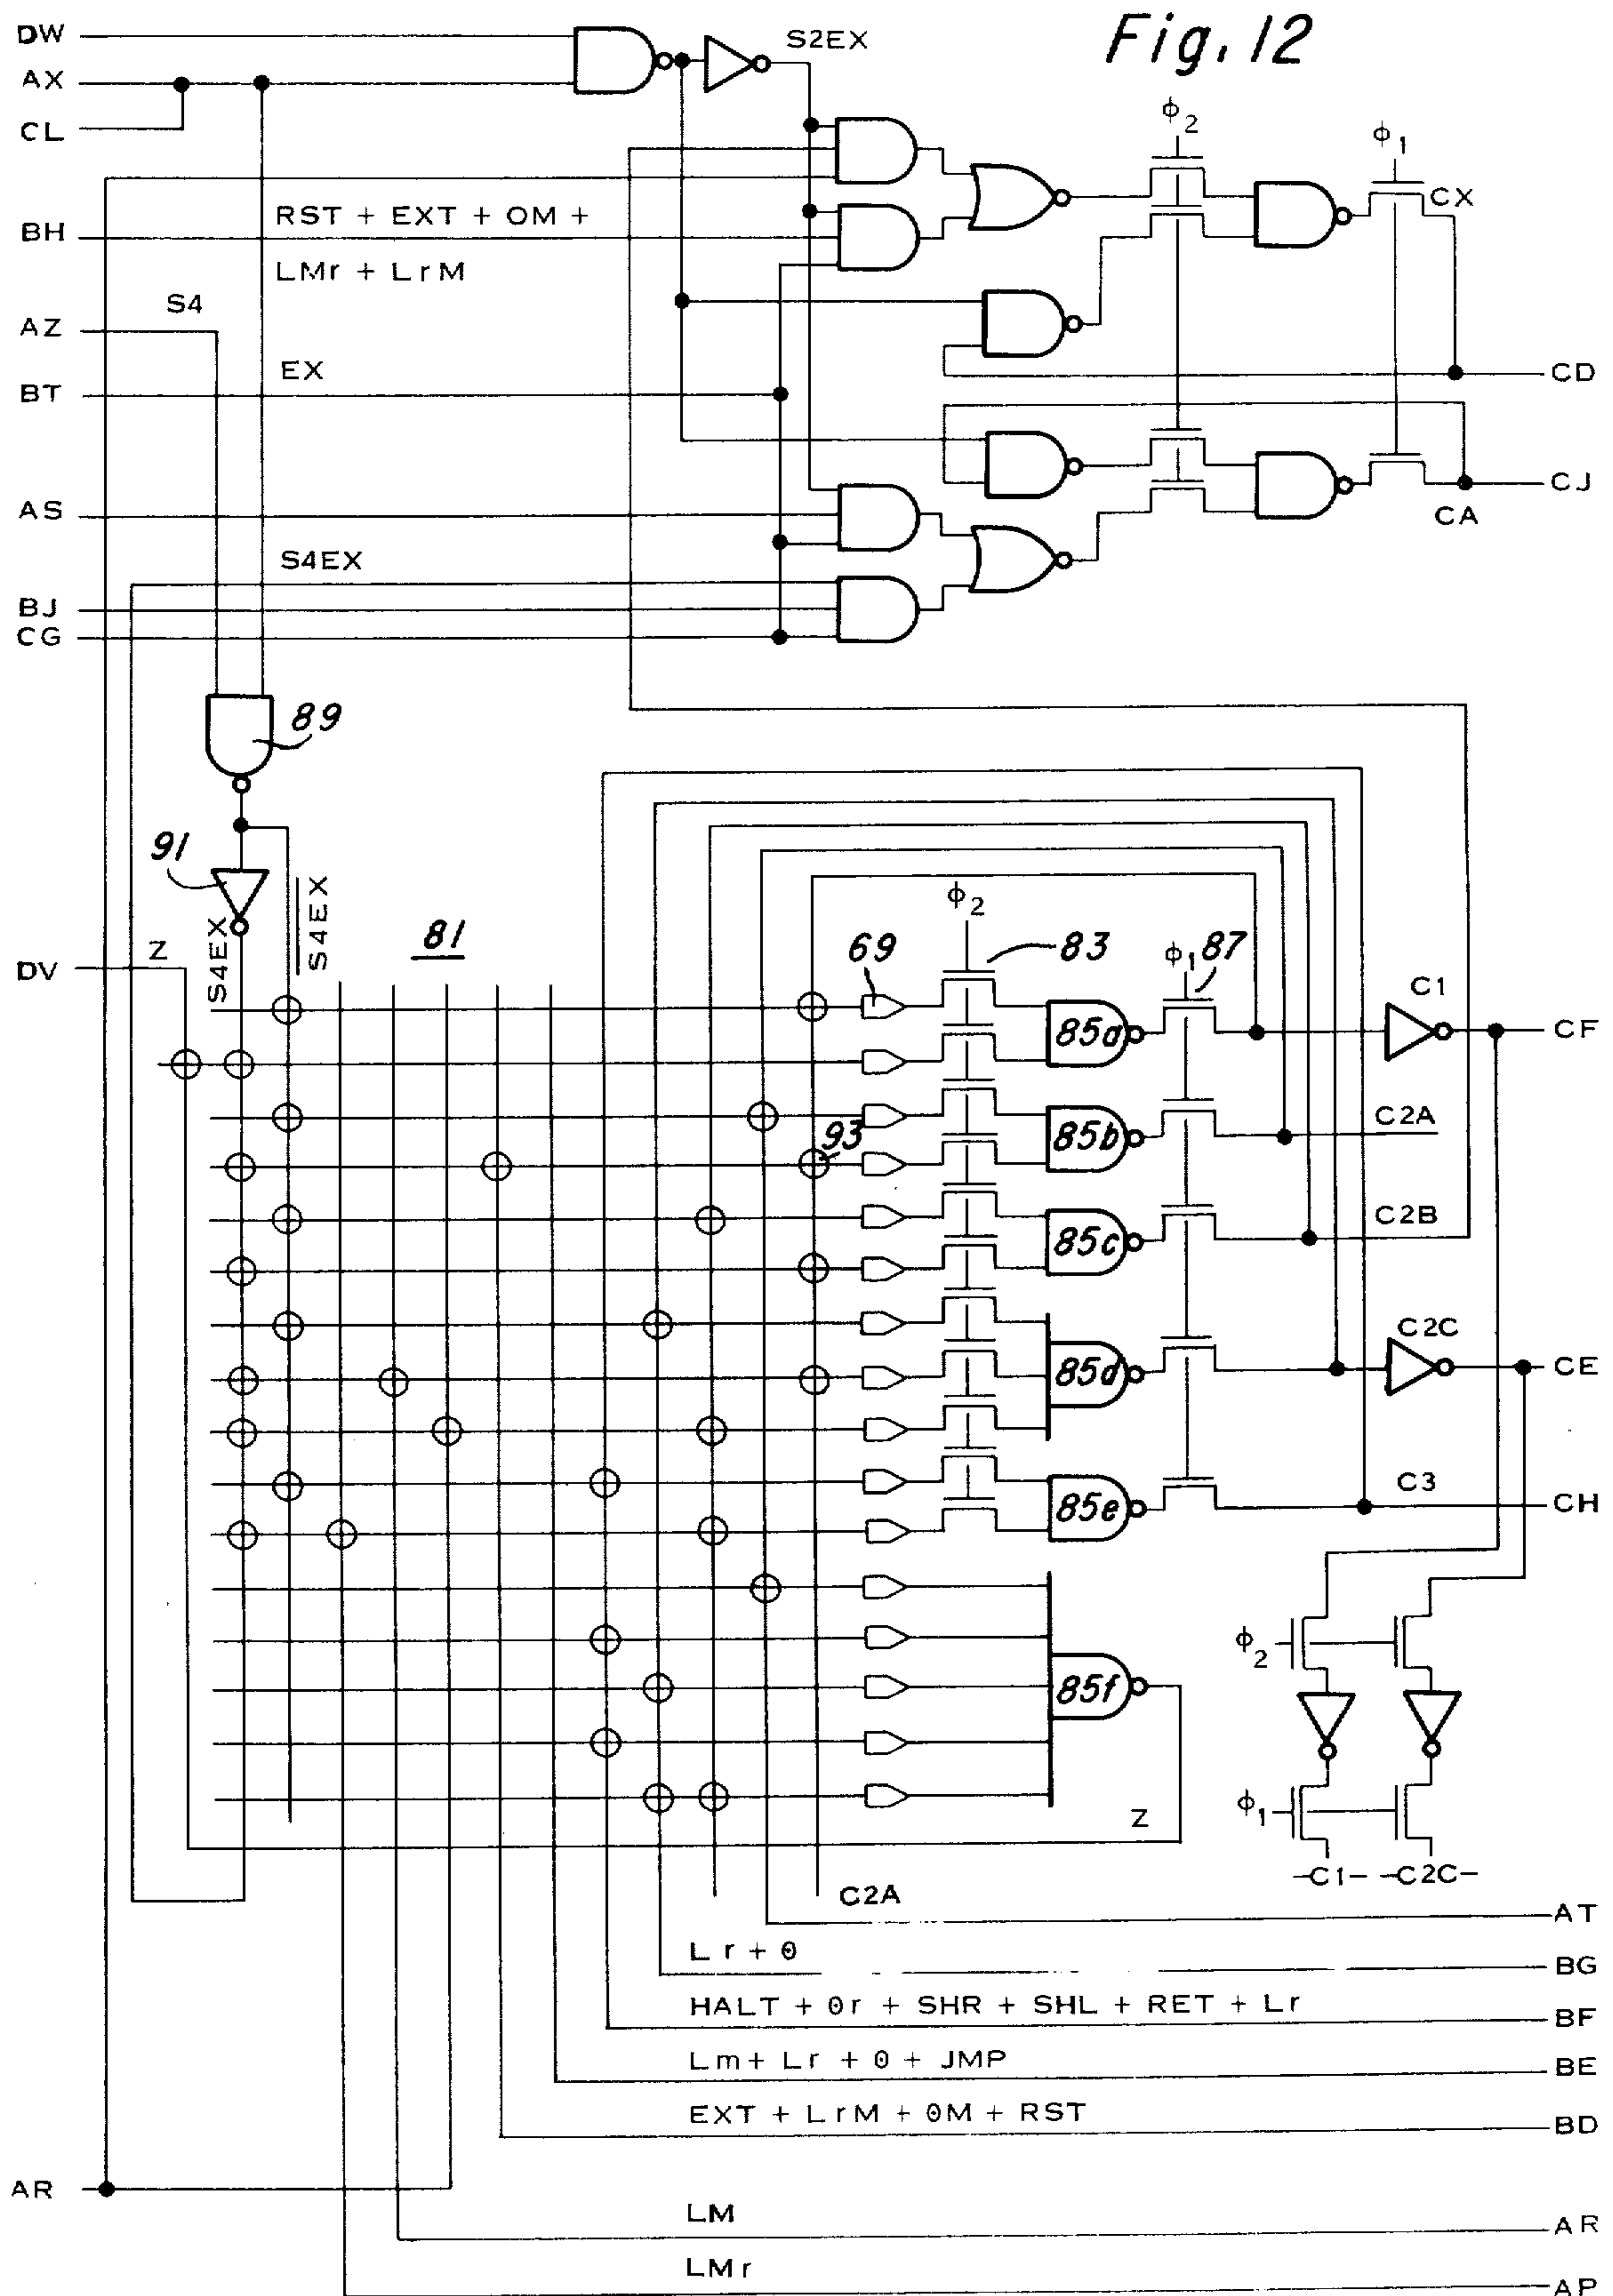 Fig. 12
DW
S2EX
AX
CL
ϕ2
ϕ1
CX
RST + EXT + OM +
BH
LMr + LrM
S4
AZ
EX
CD
BT
AS
CJ
CA
S4EX
BJ
CG
89
91
S4EX
S4EX
81
ϕ2
69
83
ϕ1
87
Z
DV
C1
85a
CF
C2A
93
85b
C2B
85c
C2C
85d
CE
C3
85e
CH
ϕ2
85f
Z
ϕ1
-C1-
-C2C-
C2A
AT
Lr + θ
BG
HALT + θr + SHR + SHL + RET + Lr
BF
Lm + Lr + θ + JMP
BE
EXT + LrM + θM + RST
BD
AR
LM
AR
LMr
AP